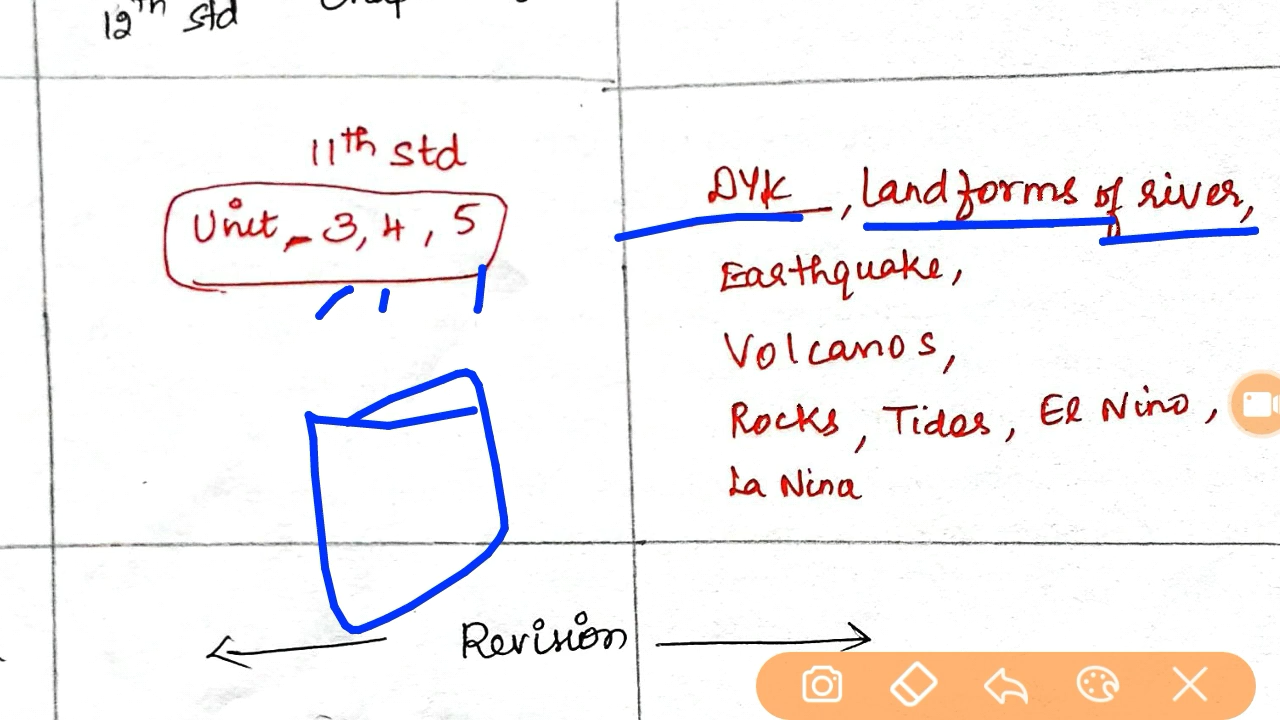 12th std
11th std
Unit - 3, 4, 5
DYK, Landforms of river,
Earthquake,
Volcanos,
Rocks, Tides, El Nino,
La Nina
Revision